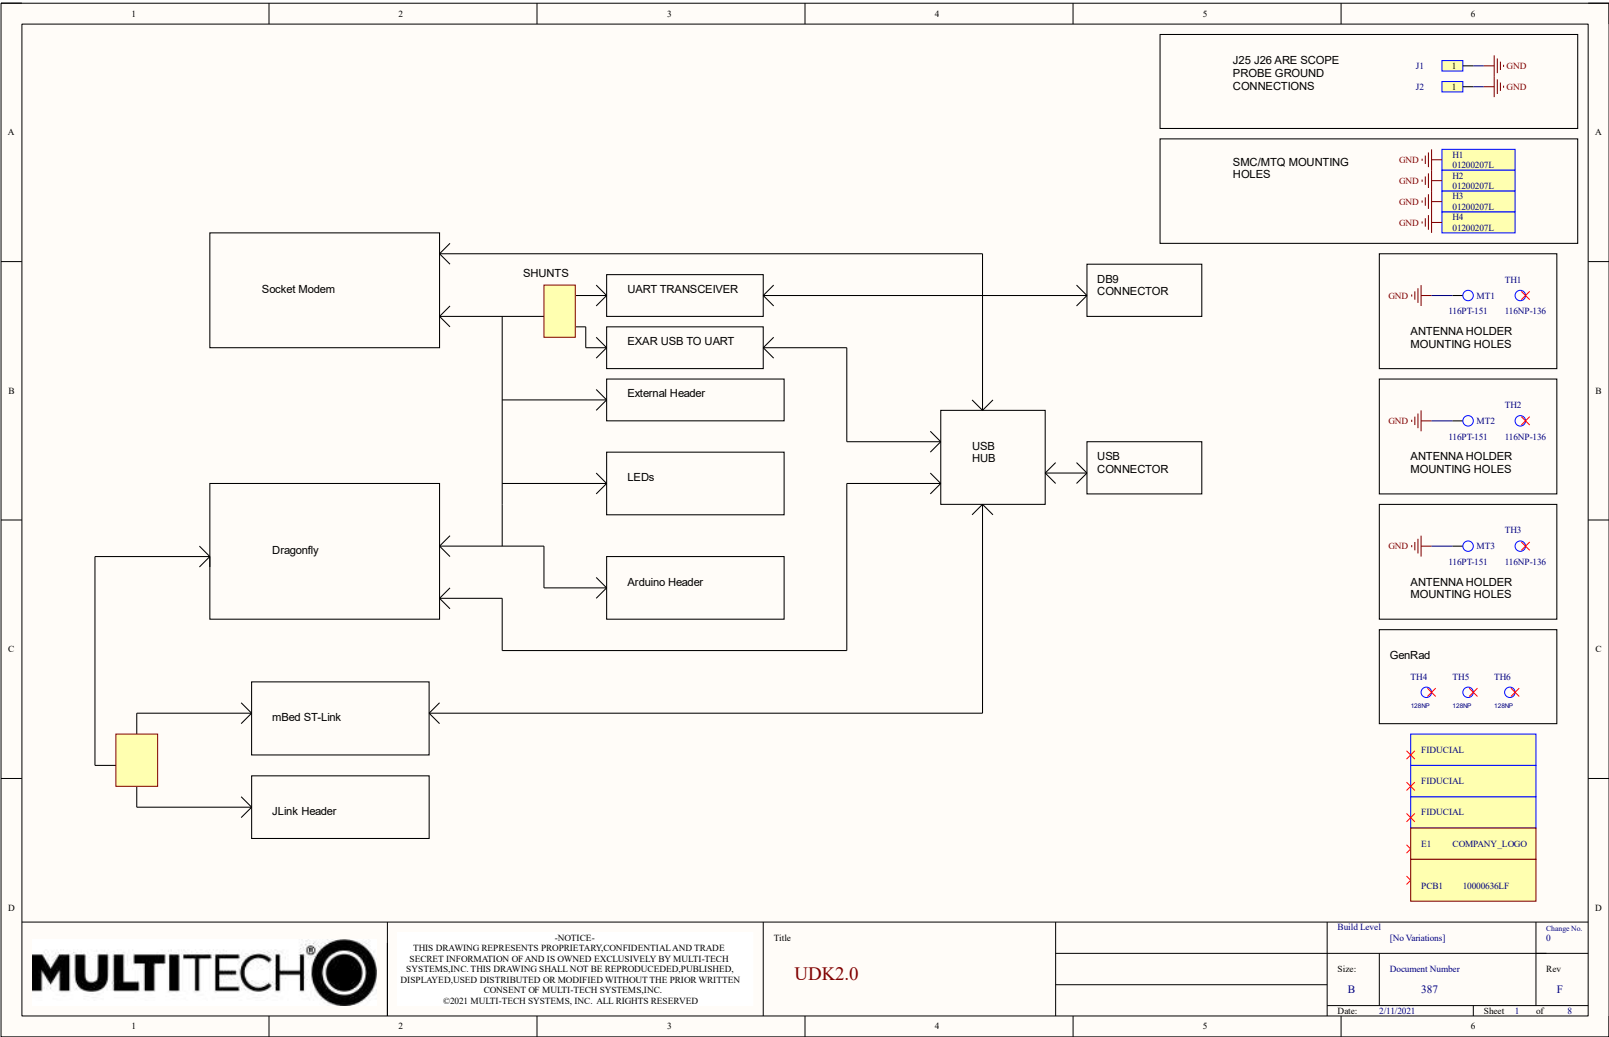 1 2 3 4 5 6
J25 J26 ARE SCOPE
PROBE GROUND
CONNECTIONS
J1 1 GND
J2 1 GND
A A
SMC/MTQ MOUNTING
HOLES
GND H1
01200207L
GND H2
01200207L
GND H3
01200207L
GND H4
01200207L
Socket Modem
SHUNTS
UART TRANSCEIVER
DB9
CONNECTOR
EXAR USB TO UART
External Header
USB
HUB
USB
CONNECTOR
LEDs
Dragonfly
Arduino Header
mBed ST-Link
JLink Header
TH1
GND MT1
116PT-151 116NP-136
ANTENNA HOLDER
MOUNTING HOLES
B B
TH2
GND MT2
116PT-151 116NP-136
ANTENNA HOLDER
MOUNTING HOLES
TH3
GND MT3
116PT-151 116NP-136
ANTENNA HOLDER
MOUNTING HOLES
C C
GenRad
TH4 TH5 TH6
128NP 128NP 128NP
FIDUCIAL
FIDUCIAL
FIDUCIAL
E1 COMPANY_LOGO
PCB1 10000636LF
D D
MULTITECH®
-NOTICE-
THIS DRAWING REPRESENTS PROPRIETARY,CONFIDENTIAL AND TRADE
SECRET INFORMATION OF AND IS OWNED EXCLUSIVELY BY MULTI-TECH
SYSTEMS,INC. THIS DRAWING SHALL NOT BE REPRODUCEDED,PUBLISHED,
DISPLAYED,USED DISTRIBUTED OR MODIFIED WITHOUT THE PRIOR WRITTEN
CONSENT OF MULTI-TECH SYSTEMS,INC.
©2021 MULTI-TECH SYSTEMS, INC. ALL RIGHTS RESERVED
Title
UDK2.0
Build Level
[No Variations]
Change No.
0
Size: Document Number Rev
B 387 F
Date: 2/11/2021 Sheet 1 of 8
1 2 3 4 5 6